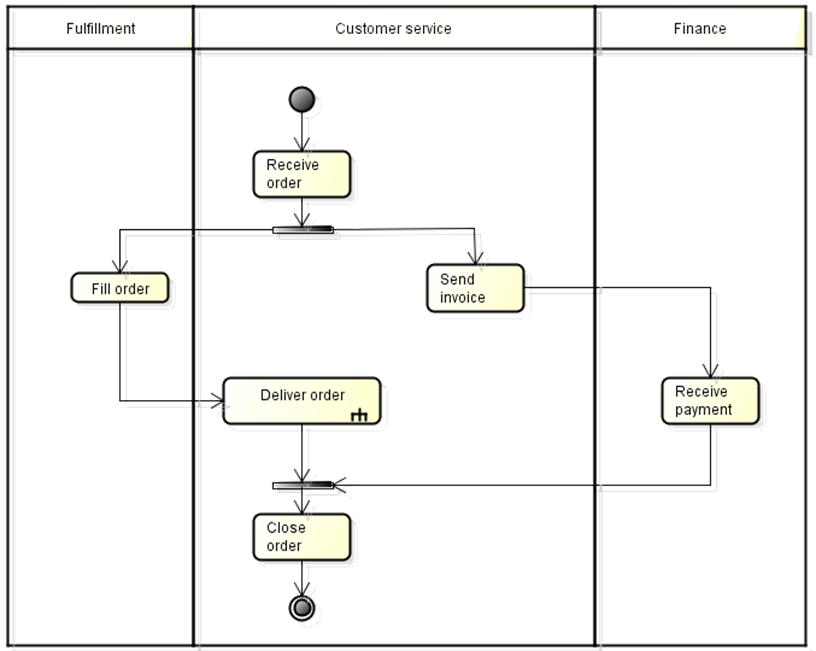 Fulfillment
Customer service
Finance
Receive
order
Fill order
Send
invoice
Deliver order
Receive
payment
Close
order